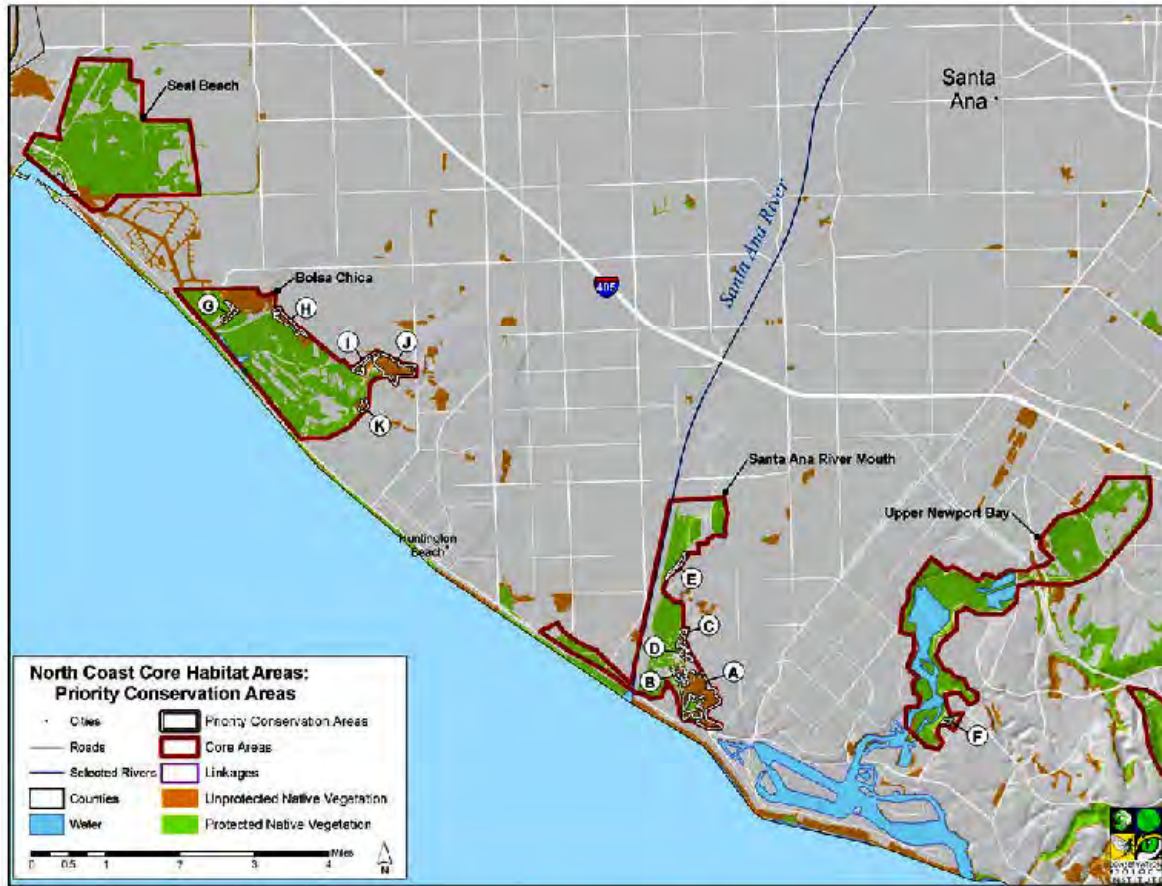 Seal Beach
Santa
Ana
Santa Ana River
Bolsa Chica
405
G
H
I
J
K
Santa Ana River Mouth
Upper Newport Bay
Huntington
Beach
E
C
D
A
B
F
North Coast Core Habitat Areas:
Priority Conservation Areas
Cities
Priority Conservation Areas
Roads
Core Areas
Selected Rivers
Linkages
Counties
Unprotected Native Vegetation
Water
Protected Native Vegetation
Miles
0 0.5 1 2 3 4
N